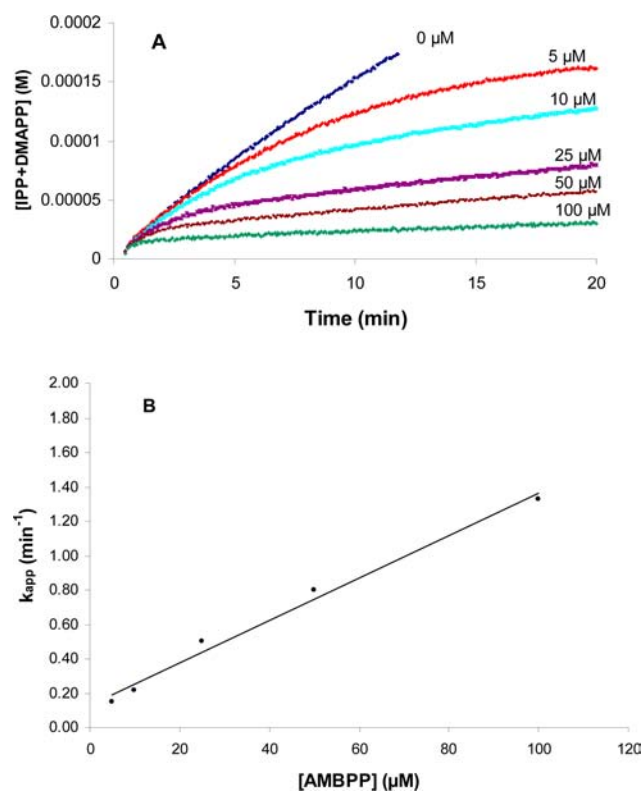 A
0.0002
0 µM
5 µM
0.00015
10 µM
[IPP+DMAPP] (M)
0.0001
25 µM
50 µM
0.00005
100 µM
0
0 5 10 15 20
Time (min)
2.00
B
1.80
1.60
1.40
1.20
kapp (min-1)
1.00
0.80
0.60
0.40
0.20
0.00
0 20 40 60 80 100 120
[AMBPP] (µM)